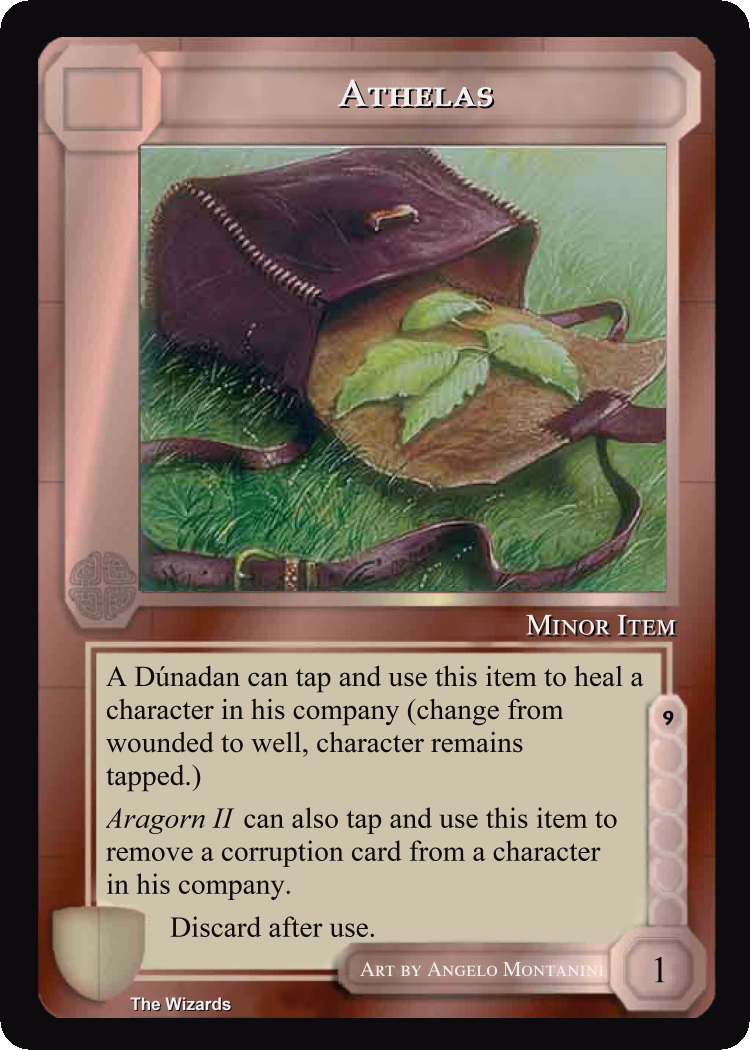 Athelas
Minor Item
A Dúnadan can tap and use this item to heal a
character in his company (change from
wounded to well, character remains
tapped.)
Aragorn II can also tap and use this item to
remove a corruption card from a character
in his company.
Discard after use.
9
Art by Angelo Montanini
1
The Wizards